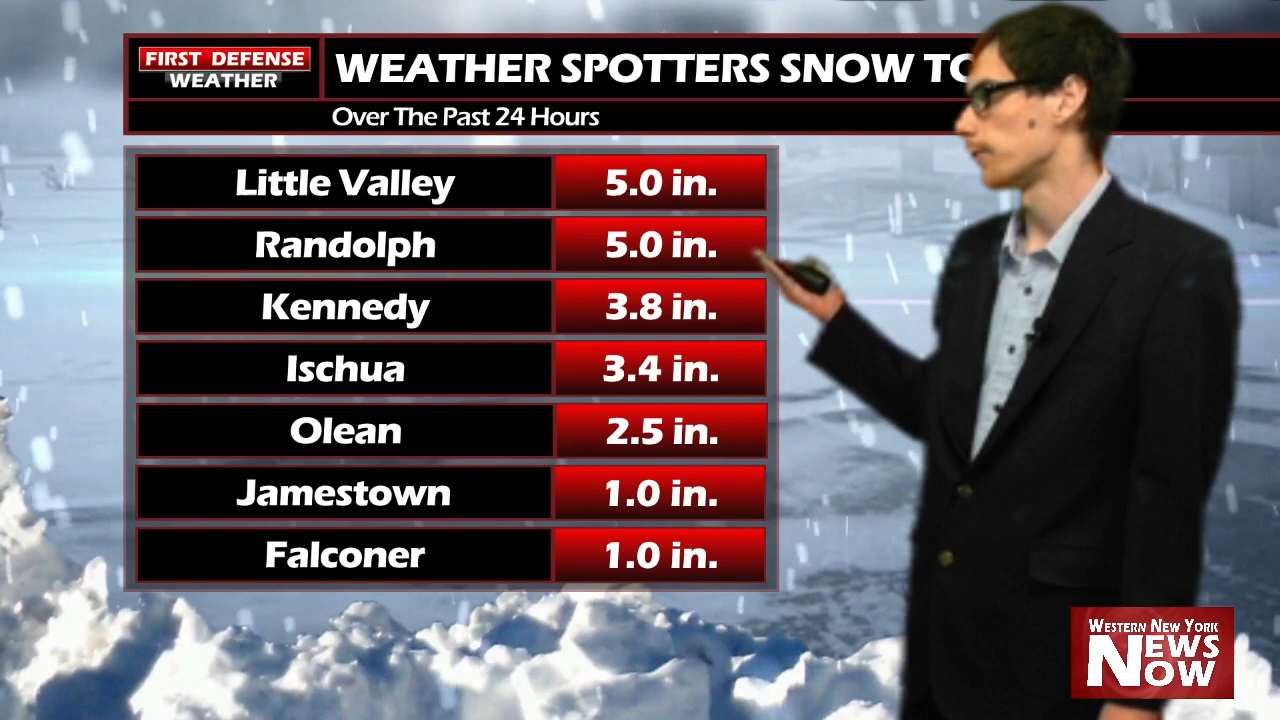 FIRST DEFENSE
WEATHER
WEATHER SPOTTERS SNOW
Over The Past 24 Hours
Little Valley 5.0 in.
Randolph 5.0 in.
Kennedy 3.8 in.
Ischua 3.4 in.
Olean 2.5 in.
Jamestown 1.0 in.
Falconer 1.0 in.
WESTERN NEW YORK
NEWS
NOW